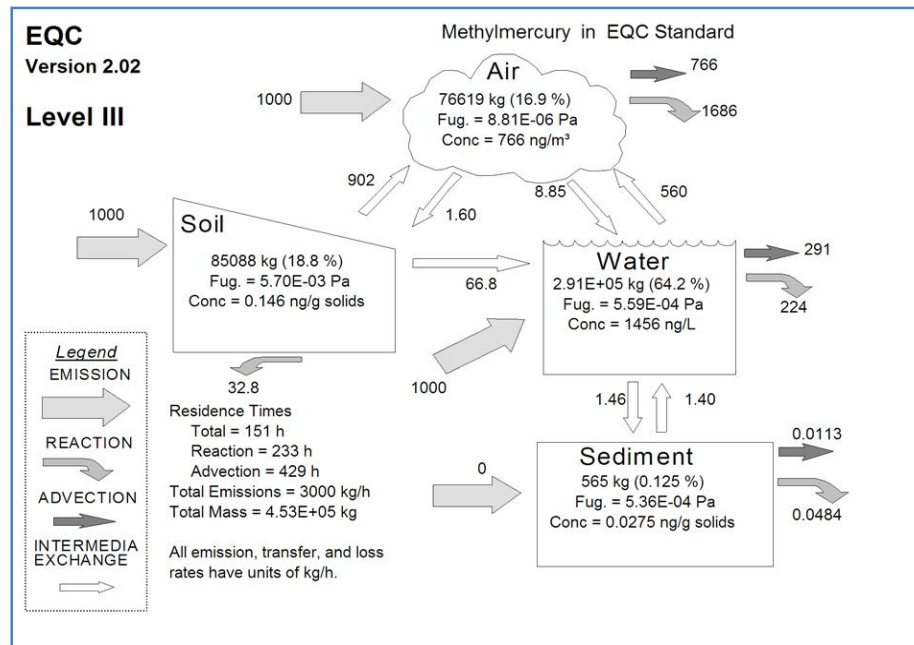 EQC
Version 2.02
Level III
Methylmercury in EQC Standard
Air
76619 kg (16.9 %)
Fug. = 8.81E-06 Pa
Conc = 766 ng/m³
1000
766
1686
902
1.60
8.85
560
1000
Soil
85088 kg (18.8 %)
Fug. = 5.70E-03 Pa
Conc = 0.146 ng/g solids
66.8
32.8
Water
2.91E+05 kg (64.2 %)
Fug. = 5.59E-04 Pa
Conc = 1456 ng/L
291
224
1000
1.46
1.40
Legend
EMISSION
REACTION
ADVECTION
INTERMEDIA
EXCHANGE
Residence Times
Total = 151 h
Reaction = 233 h
Advection = 429 h
Total Emissions = 3000 kg/h
Total Mass = 4.53E+05 kg
All emission, transfer, and loss
rates have units of kg/h.
0
Sediment
565 kg (0.125 %)
Fug. = 5.36E-04 Pa
Conc = 0.0275 ng/g solids
0.0113
0.0484